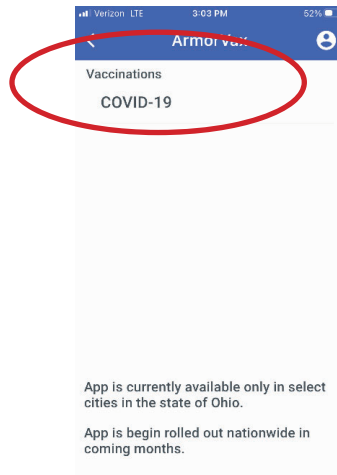 Verizon LTE 3:03 PM 52%
ArmorVax
Vaccinations
COVID-19
App is currently available only in select
cities in the state of Ohio.
App is begin rolled out nationwide in
coming months.